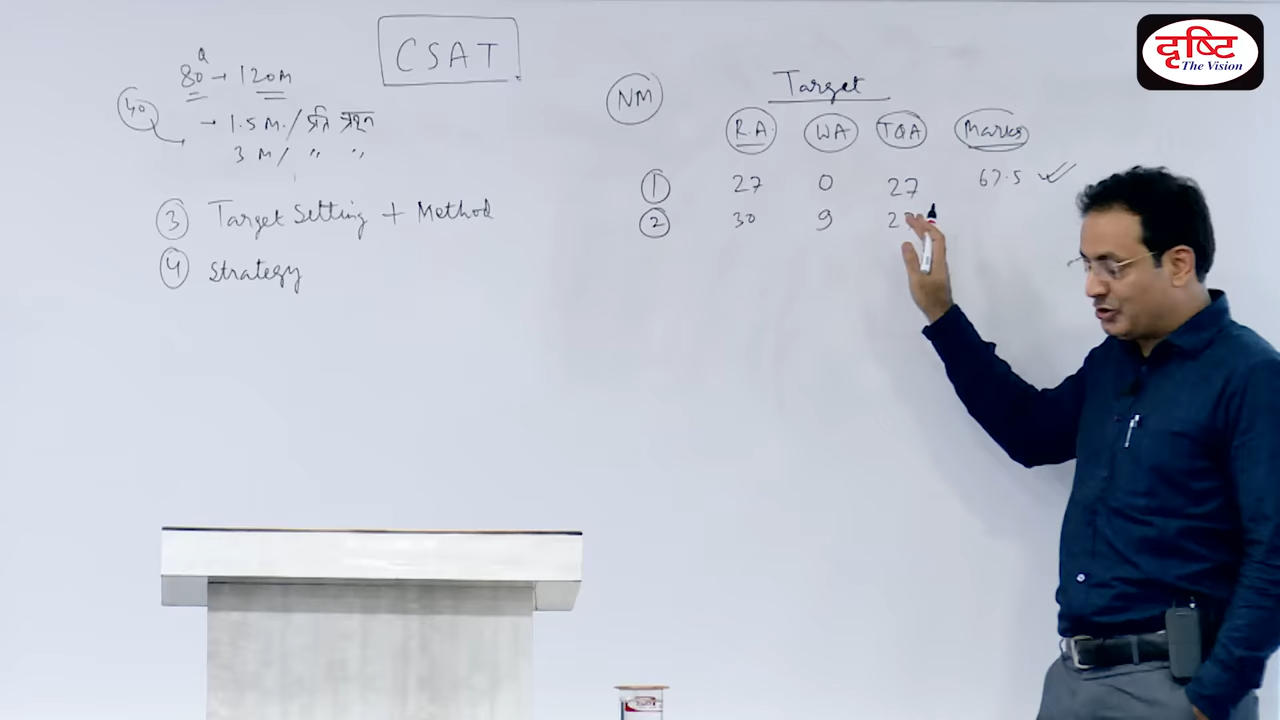 दृष्टि
The Vision
CSAT
80 Q → 120M
40
→ 1.5 M. / प्रति प्रश्न
3 M / " "
③ Target Setting + Method
④ Strategy
NM
Target
R.A. WA TQA Marks
① 27 0 27 67.5
② 30 9